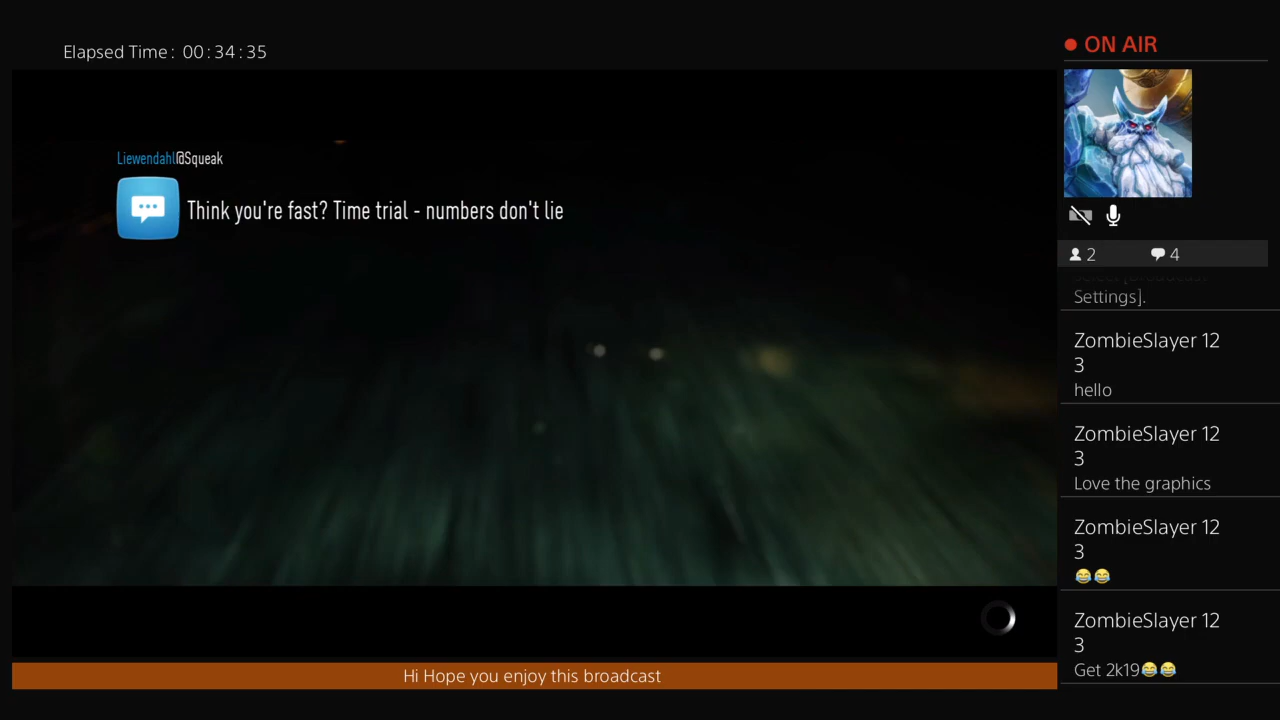 Elapsed Time: 00:34:35
ON AIR
Liewendahl@Squeak
Think you're fast? Time trial - numbers don't lie
2 4
Settings].
ZombieSlayer 12
3
hello
ZombieSlayer 12
3
Love the graphics
ZombieSlayer 12
3
😂😂
ZombieSlayer 12
3
Get 2k19😂😂
Hi Hope you enjoy this broadcast